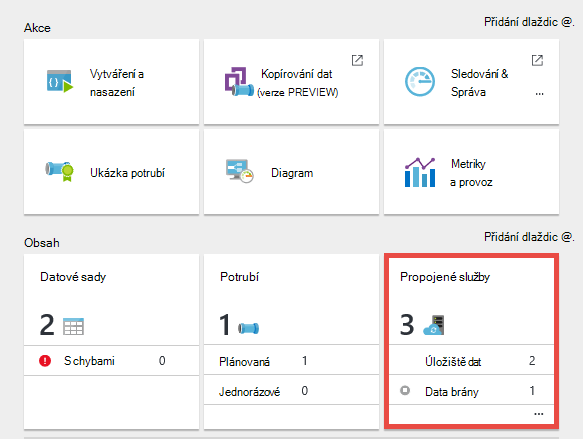 Akce
Přidání dlaždic @.
Vytváření a
nasazení
Kopírování dat
(verze PREVIEW)
Sledování &
Správa
...
Ukázka potrubí
Diagram
Metriky
a provoz
Obsah
Přidání dlaždic @.
Datové sady
2
S chybami 0
Potrubí
1
Plánovaná 1
Jednorázové 0
Propojené služby
3
Úložiště dat 2
Data brány 1
...